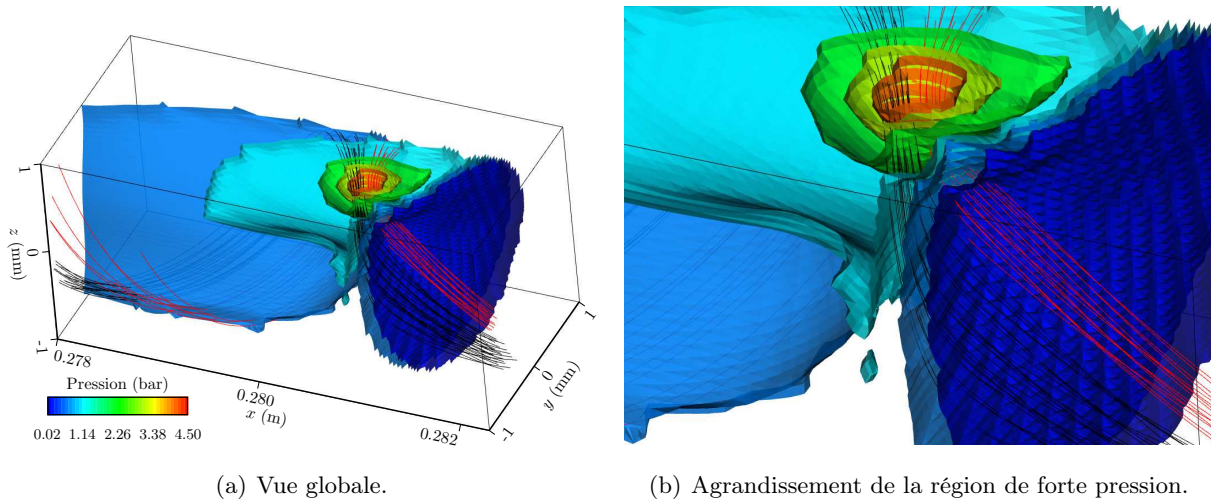 1
z (mm)
0
-1
0.278
0.280
x (m)
0.282
-1
0
y (mm)
1
Pression (bar)
0.02 1.14 2.26 3.38 4.50
(a) Vue globale.
(b) Agrandissement de la région de forte pression.